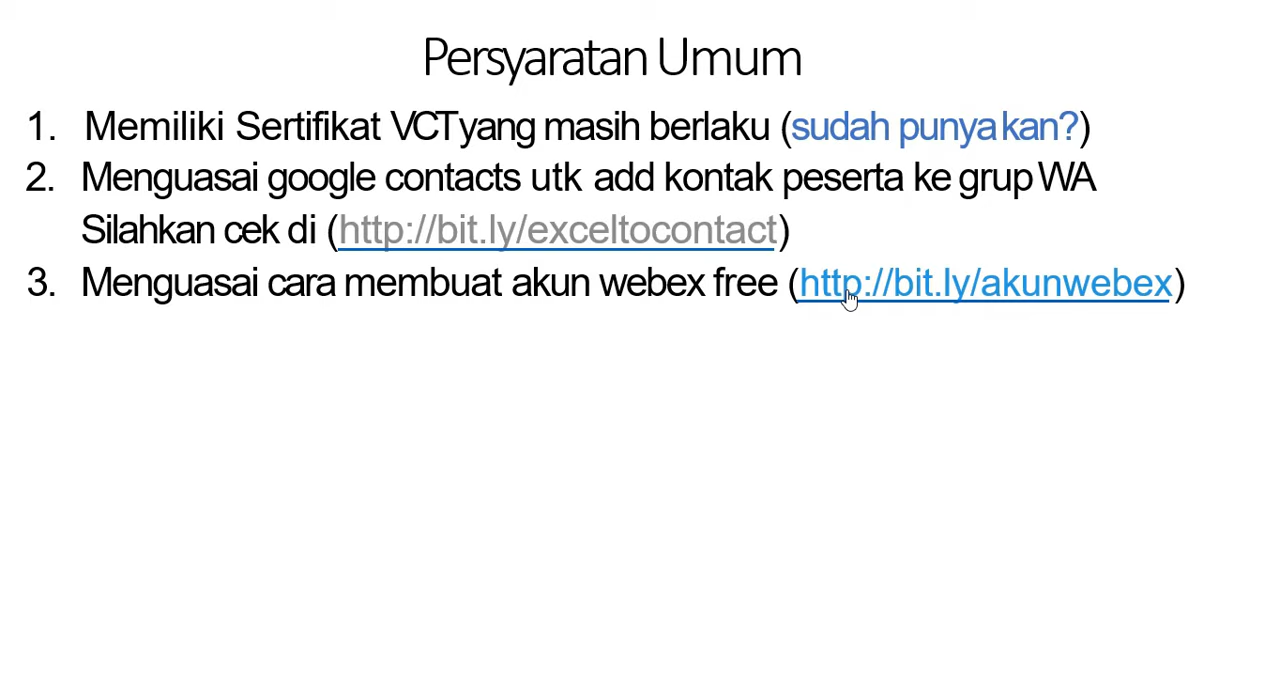 Persyaratan Umum
1. Memiliki Sertifikat VCT yang masih berlaku (sudah punya kan?)
2. Menguasai google contacts utk add kontak peserta ke grup WA
Silahkan cek di (http://bit.ly/exceltocontact)
3. Menguasai cara membuat akun webex free (http://bit.ly/akunwebex)